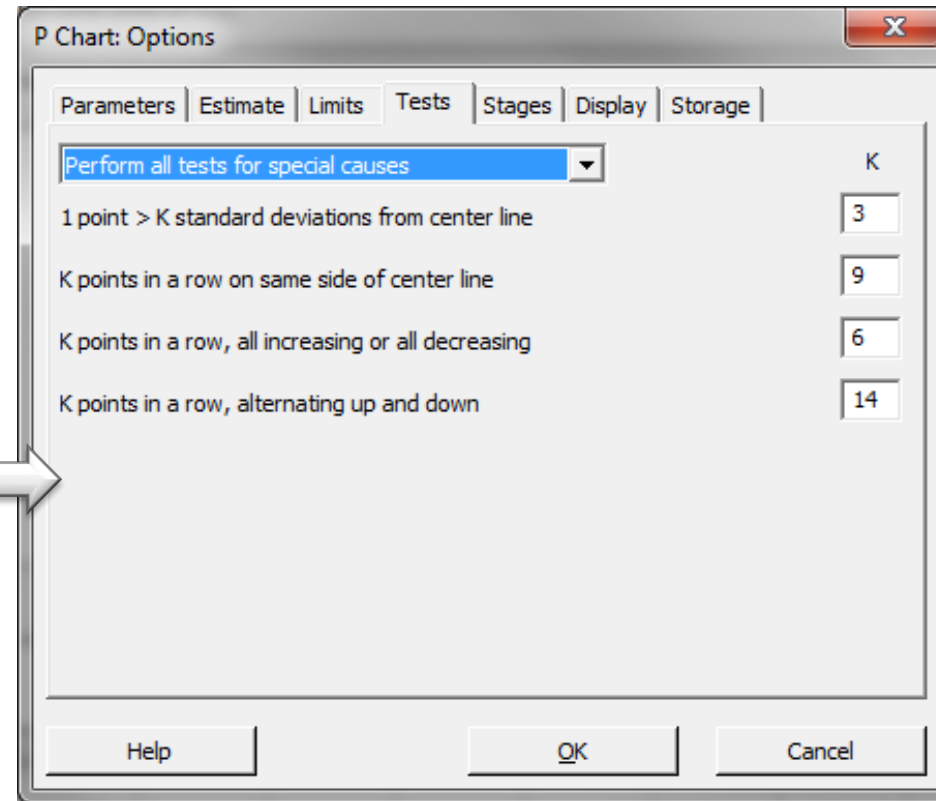 P Chart: Options
Parameters Estimate Limits Tests Stages Display Storage
Perform all tests for special causes K
1 point > K standard deviations from center line 3
K points in a row on same side of center line 9
K points in a row, all increasing or all decreasing 6
K points in a row, alternating up and down 14
Help OK Cancel